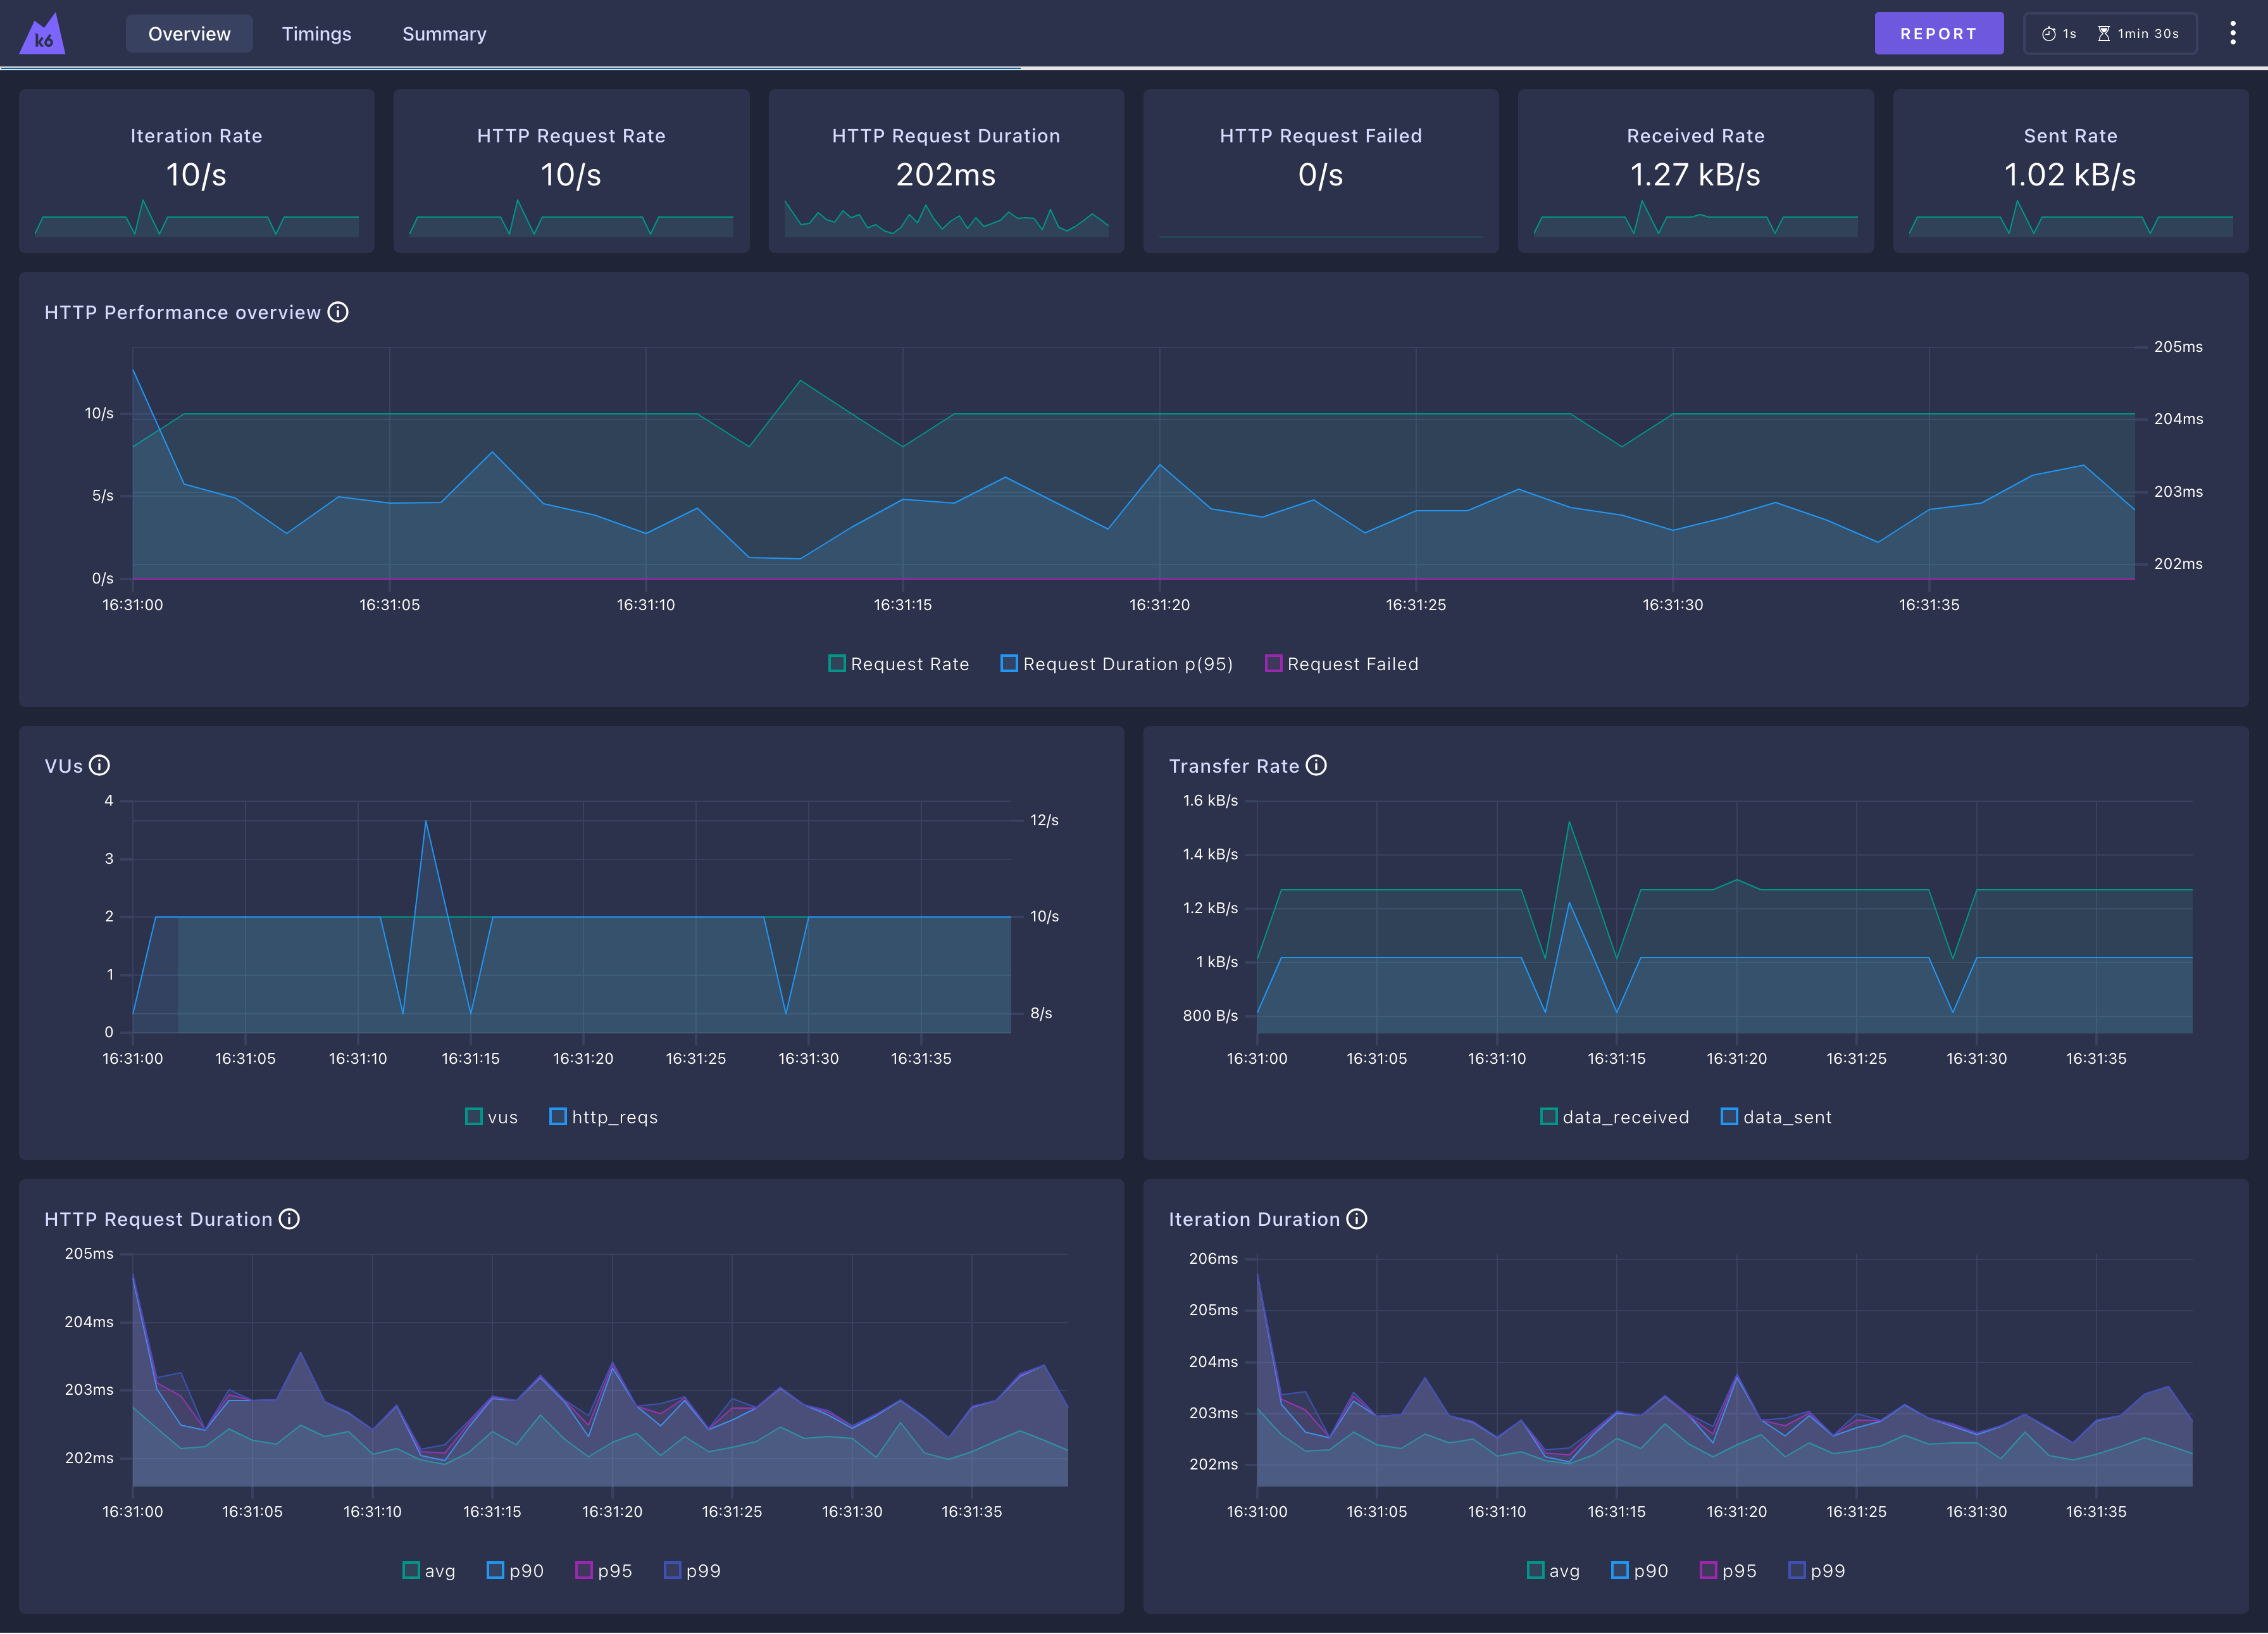 k6 Overview Timings Summary REPORT 1s 1min 30s
Iteration Rate
10/s
HTTP Request Rate
10/s
HTTP Request Duration
202ms
HTTP Request Failed
0/s
Received Rate
1.27 kB/s
Sent Rate
1.02 kB/s
HTTP Performance overview
205ms
10/s
204ms
5/s
203ms
0/s
202ms
16:31:00 16:31:05 16:31:10 16:31:15 16:31:20 16:31:25 16:31:30 16:31:35
Request Rate Request Duration p(95) Request Failed
VUs
4
12/s
3
2
10/s
1
8/s
0
16:31:00 16:31:05 16:31:10 16:31:15 16:31:20 16:31:25 16:31:30 16:31:35
vus http_reqs
Transfer Rate
1.6 kB/s
1.4 kB/s
1.2 kB/s
1 kB/s
800 B/s
16:31:00 16:31:05 16:31:10 16:31:15 16:31:20 16:31:25 16:31:30 16:31:35
data_received data_sent
HTTP Request Duration
205ms
204ms
203ms
202ms
16:31:00 16:31:05 16:31:10 16:31:15 16:31:20 16:31:25 16:31:30 16:31:35
avg p90 p95 p99
Iteration Duration
206ms
205ms
204ms
203ms
202ms
16:31:00 16:31:05 16:31:10 16:31:15 16:31:20 16:31:25 16:31:30 16:31:35
avg p90 p95 p99